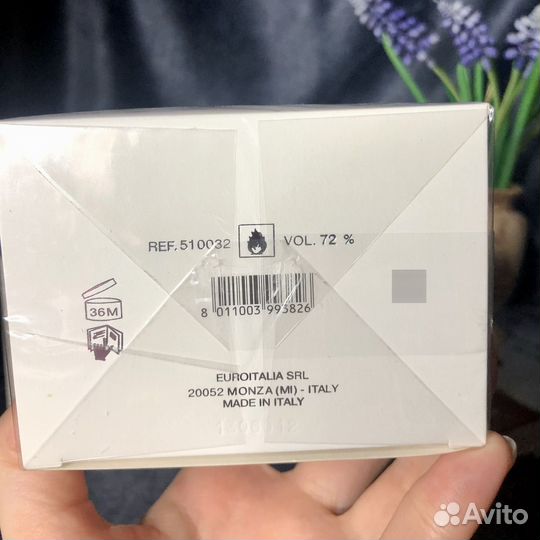 REF. 510032 VOL. 72 %
36M
8 011003 993826
EUROITALIA SRL
20052 MONZA (MI) - ITALY
MADE IN ITALY
Avito